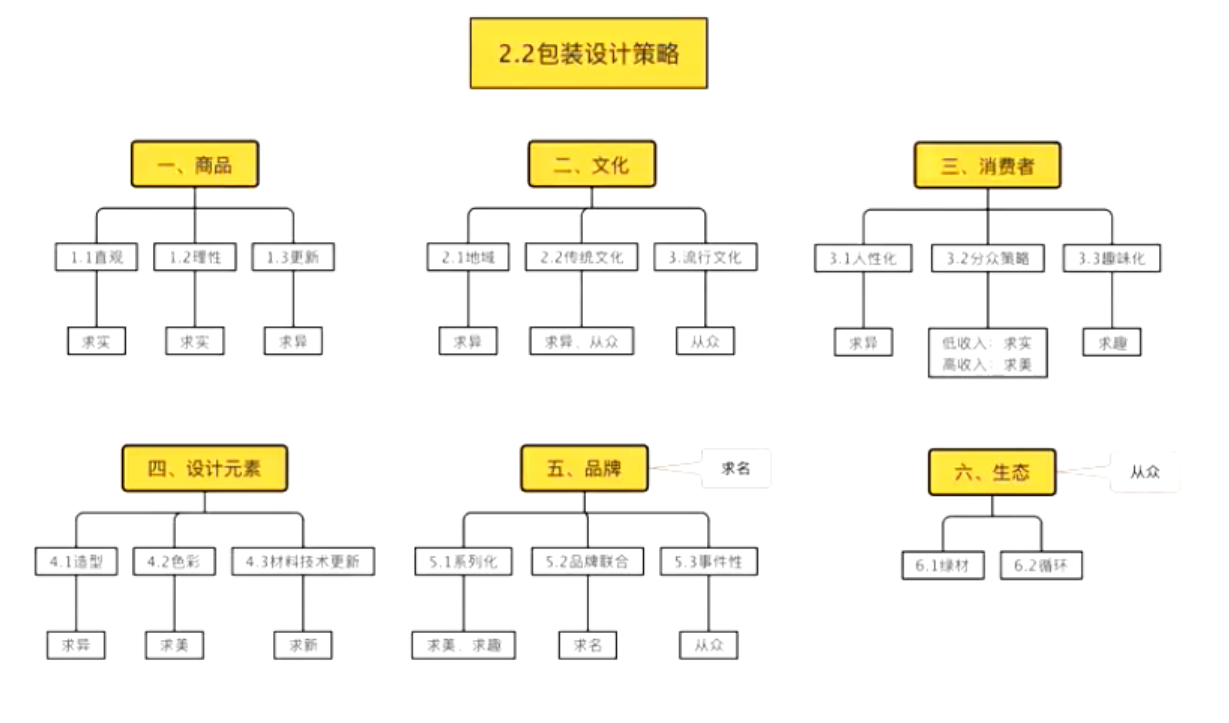 2.2包装设计策略
一、商品
二、文化
三、消费者
1.1直观
1.2理性
1.3更新
2.1地域
2.2传统文化
3.流行文化
3.1人性化
3.2分众策略
3.3趣味化
求实
求实
求异
求异
求异、从众
从众
求异
低收入：求实
高收入：求美
求趣
四、设计元素
五、品牌
求名
六、生态
从众
4.1造型
4.2色彩
4.3材料技术更新
5.1系列化
5.2品牌联合
5.3事件性
6.1绿材
6.2循环
求异
求美
求新
求美、求趣
求名
从众